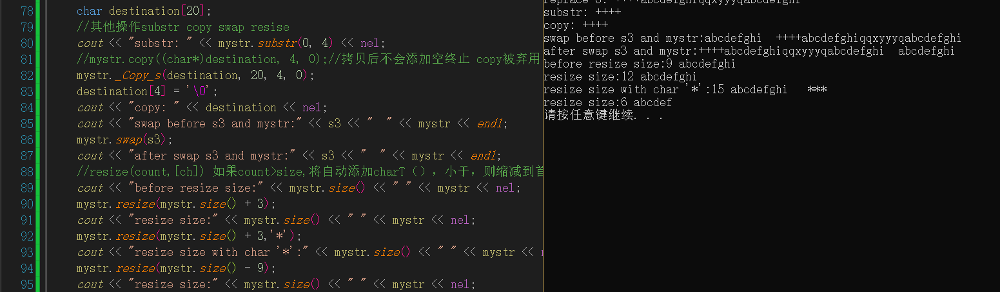 78 char destination[20];
79 //其他操作substr copy swap resise
80 cout << "substr: " << mystr.substr(0, 4) << nel;
81 //mystr.copy((char*)destination, 4, 0);//拷贝后不会添加空终止 copy被弃用
82 mystr._Copy_s(destination, 20, 4, 0);
83 destination[4] = '\0';
84 cout << "copy: " << destination << nel;
85 cout << "swap before s3 and mystr:" << s3 << "  " << mystr << endl;
86 mystr.swap(s3);
87 cout << "after swap s3 and mystr:" << s3 << "  " << mystr << endl;
88 //resize(count,[ch]) 如果count>size,将自动添加charT（），小于，则缩减到首
89 cout << "before resize size:" << mystr.size() << " " << mystr << nel;
90 mystr.resize(mystr.size() + 3);
91 cout << "resize size:" << mystr.size() << " " << mystr << nel;
92 mystr.resize(mystr.size() + 3,'*');
93 cout << "resize size with char '*':" << mystr.size() << " " << mystr <<
94 mystr.resize(mystr.size() - 9);
95 cout << "resize size:" << mystr.size() << " " << mystr << nel;
replace 0: ++++abcdefghiqqxyyyqabcdefghi
substr: ++++
copy: ++++
swap before s3 and mystr:abcdefghi  ++++abcdefghiqqxyyyqabcdefghi
after swap s3 and mystr:++++abcdefghiqqxyyyqabcdefghi  abcdefghi
before resize size:9 abcdefghi
resize size:12 abcdefghi
resize size with char '*':15 abcdefghi   ***
resize size:6 abcdef
请按任意键继续. . .